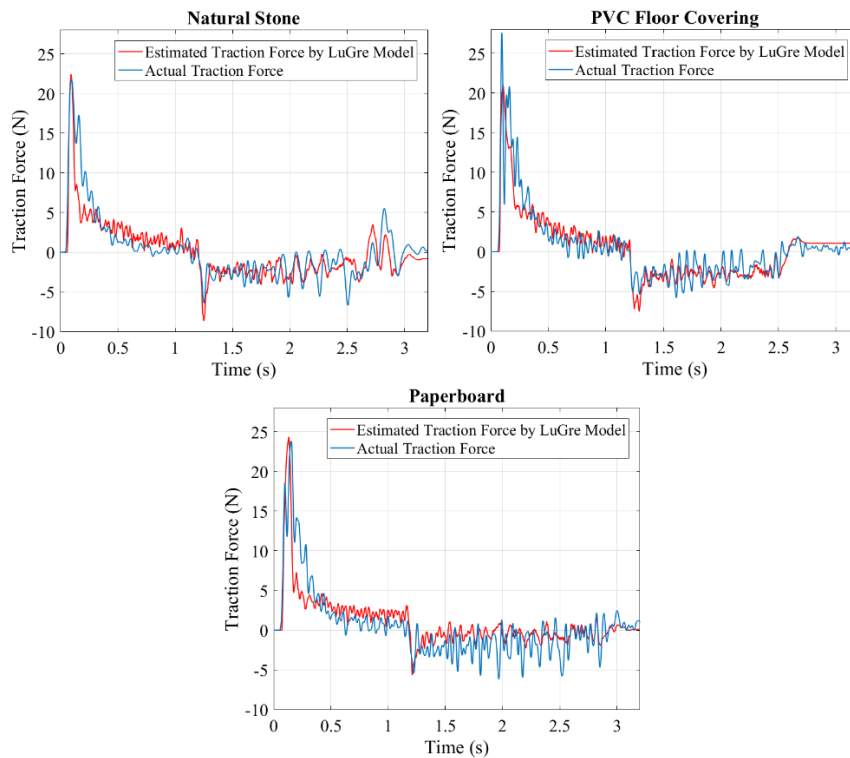 Natural Stone
Estimated Traction Force by LuGre Model
Actual Traction Force
Traction Force (N)
25
20
15
10
5
0
-5
-10
0 0.5 1 1.5 2 2.5 3
Time (s)
PVC Floor Covering
Estimated Traction Force by LuGre Model
Actual Traction Force
Traction Force (N)
25
20
15
10
5
0
-5
-10
0 0.5 1 1.5 2 2.5 3
Time (s)
Paperboard
Estimated Traction Force by LuGre Model
Actual Traction Force
Traction Force (N)
25
20
15
10
5
0
-5
-10
0 0.5 1 1.5 2 2.5 3
Time (s)